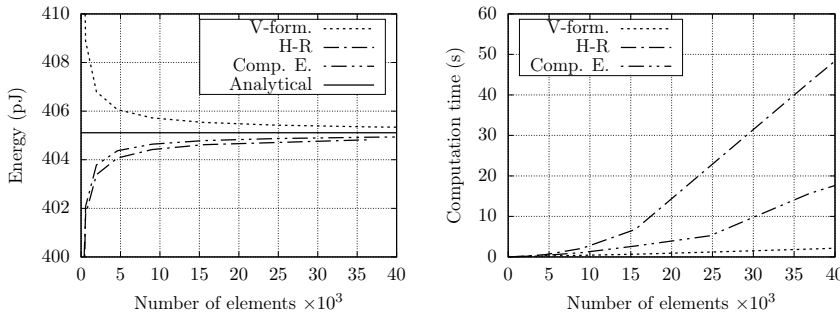 410
408
406
404
402
400
Energy (pJ)
0 5 10 15 20 25 30 35 40
Number of elements ×10³
V-form.
H-R
Comp. E.
Analytical
60
50
40
30
20
10
0
Computation time (s)
0 5 10 15 20 25 30 35 40
Number of elements ×10³
V-form.
H-R
Comp. E.